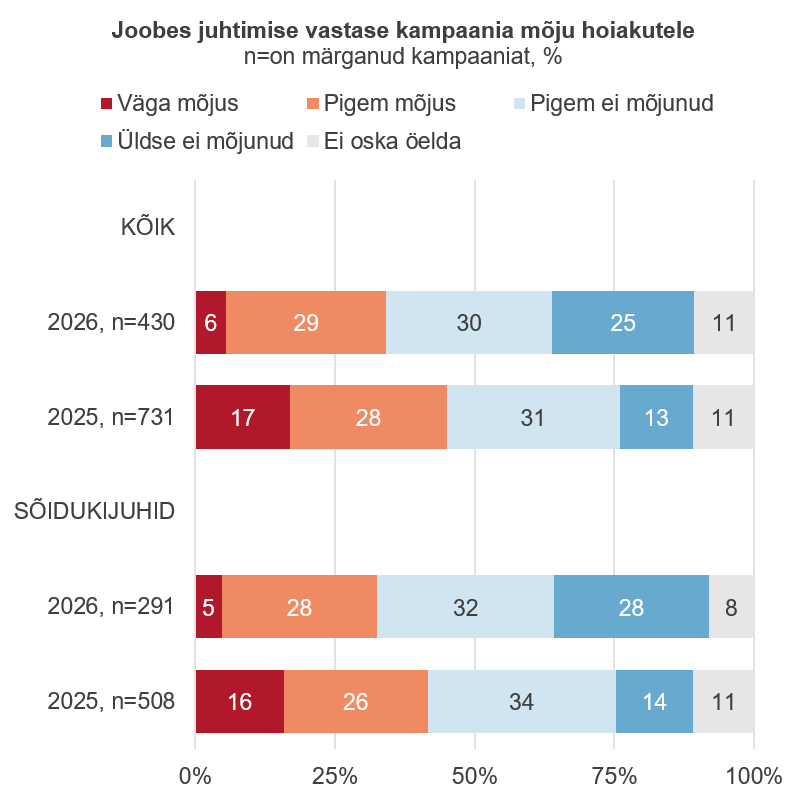 Joobes juhtimise vastase kampaania mõju hoiakutele
n=on märganud kampaaniat, %
Väga mõjus Pigem mõjus Pigem ei mõjunud
Üldse ei mõjunud Ei oska öelda
KÕIK
2026, n=430 6 29 30 25 11
2025, n=731 17 28 31 13 11
SÕIDUKIJUHID
2026, n=291 5 28 32 28 8
2025, n=508 16 26 34 14 11
0% 25% 50% 75% 100%